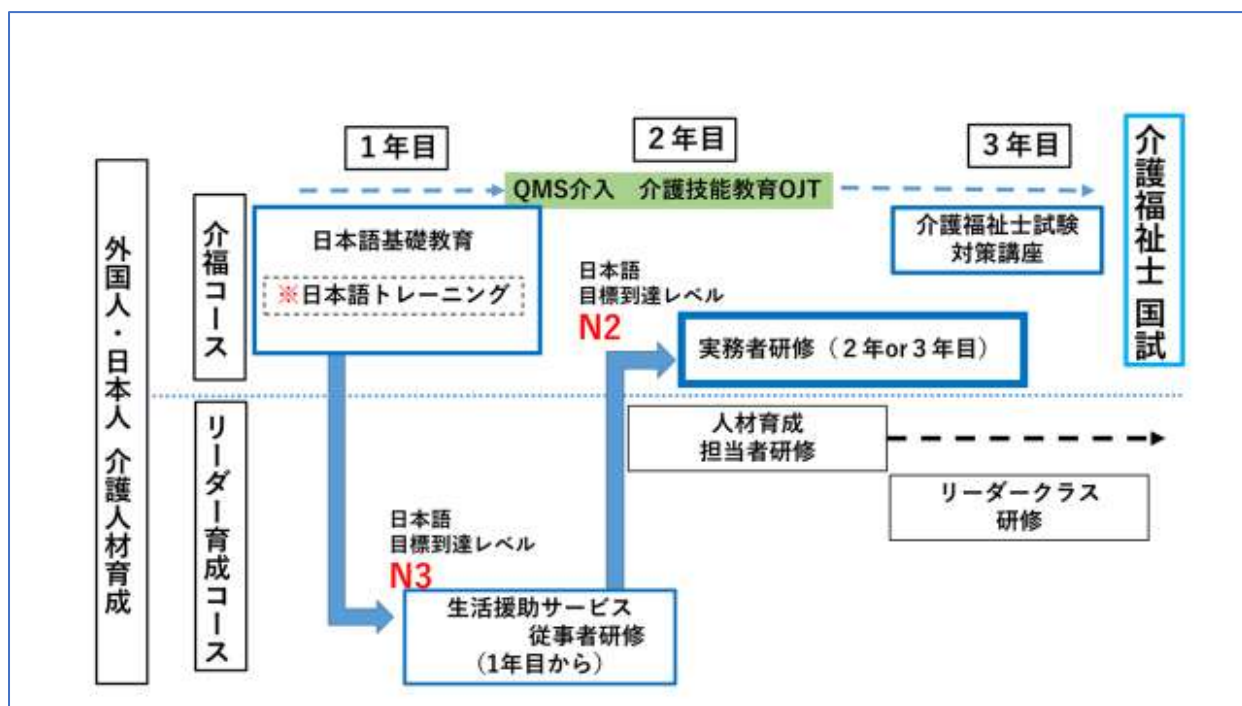 1年目
2年目
3年目
介護福祉士 国試
外国人・日本人 介護人材育成
介福コース
QMS介入 介護技能教育OJT
日本語基礎教育
※日本語トレーニング
介護福祉士試験
対策講座
日本語
目標到達レベル
N2
実務者研修（2年or３年目）
リーダー育成コース
人材育成
担当者研修
リーダークラス
研修
日本語
目標到達レベル
N3
生活援助サービス
従事者研修
(1年目から)